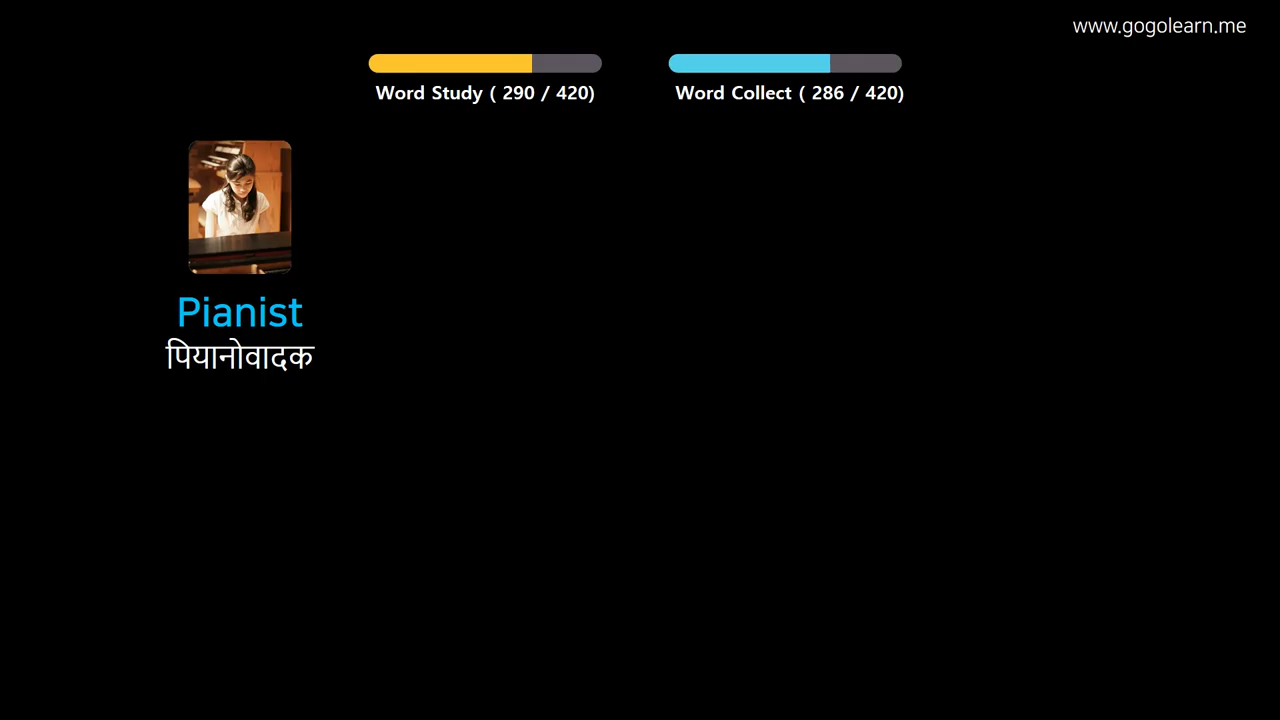 www.gogolearn.me
Word Study ( 290 / 420)
Word Collect ( 286 / 420)
Pianist
पियानोवादक